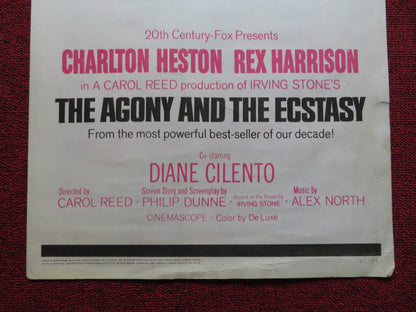 20th Century-Fox Presents
CHARLTON HESTON REX HARRISON
in A CAROL REED production of IRVING STONE'S
THE AGONY AND THE ECSTASY
From the most powerful best-seller of our decade!
Co-starring
DIANE CILENTO
Directed by CAROL REED · Screen Story and Screenplay by PHILIP DUNNE · Based on the Novel by IRVING STONE · Music by ALEX NORTH
CINEMASCOPE · Color by De Luxe